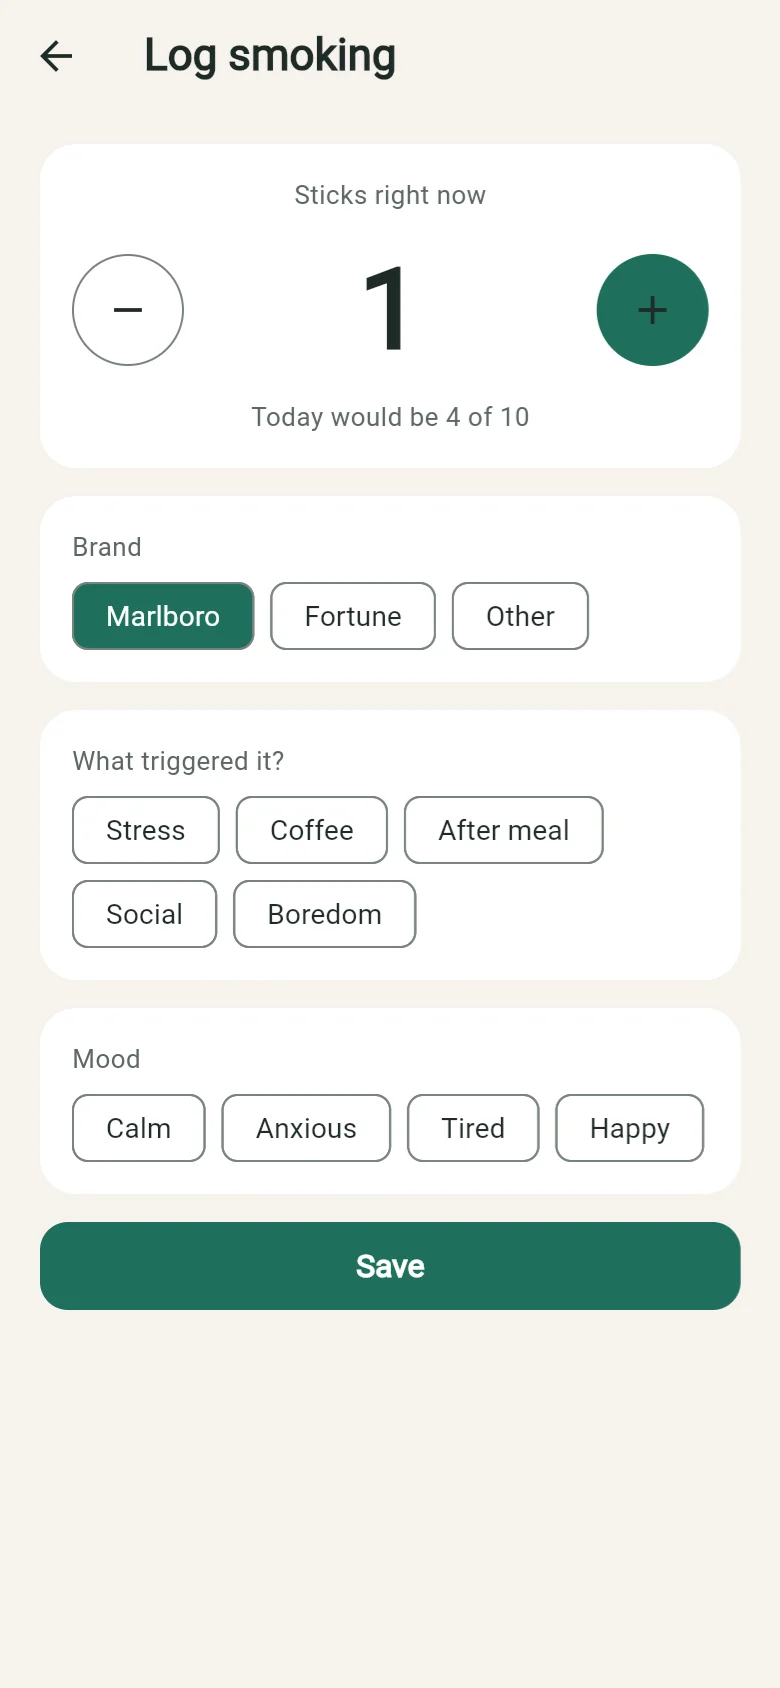 Log smoking
Sticks right now
− 1 +
Today would be 4 of 10
Brand
Marlboro Fortune Other
What triggered it?
Stress Coffee After meal
Social Boredom
Mood
Calm Anxious Tired Happy
Save